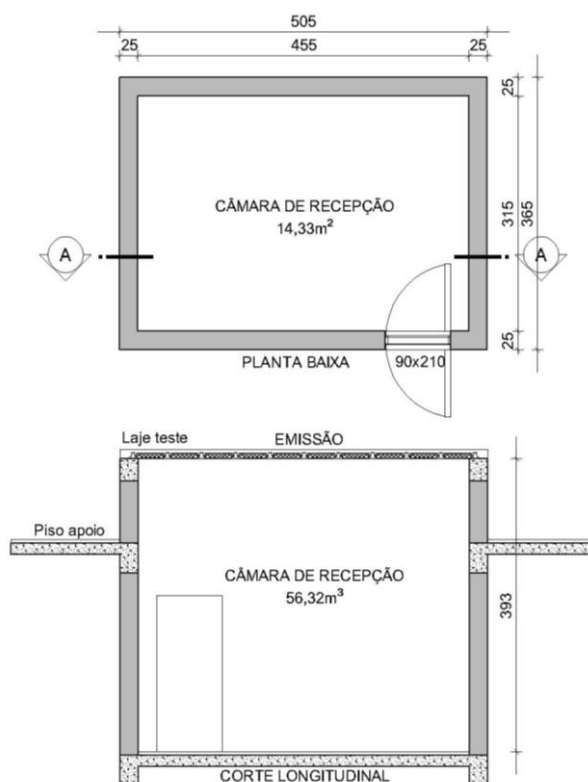 505
25 455 25
25
CÂMARA DE RECEPÇÃO
14,33m²
315
365
A A
25
PLANTA BAIXA 90x210
Laje teste EMISSÃO
Piso apoio
CÂMARA DE RECEPÇÃO
56,32m³
393
CORTE LONGITUDINAL